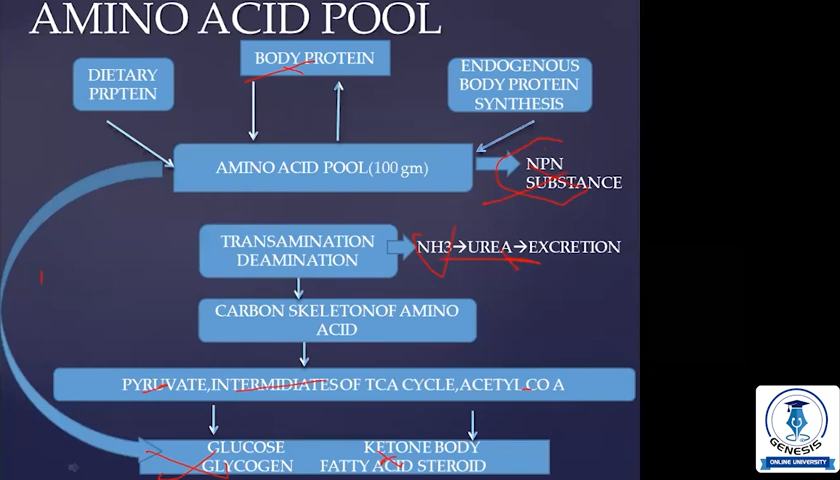 AMINO ACID POOL
DIETARY
PRPTEIN
BODY PROTEIN
ENDOGENOUS
BODY PROTEIN
SYNTHESIS
AMINO ACID POOL(100 gm)
NPN
SUBSTANCE
TRANSAMINATION
DEAMINATION
NH3→UREA→EXCRETION
CARBON SKELETONOF AMINO
ACID
PYRUVATE,INTERMIDIATES OF TCA CYCLE,ACETYL CO A
GLUCOSE
GLYCOGEN
KETONE BODY
FATTY ACID STEROID
GENESIS
ONLINE UNIVERSITY